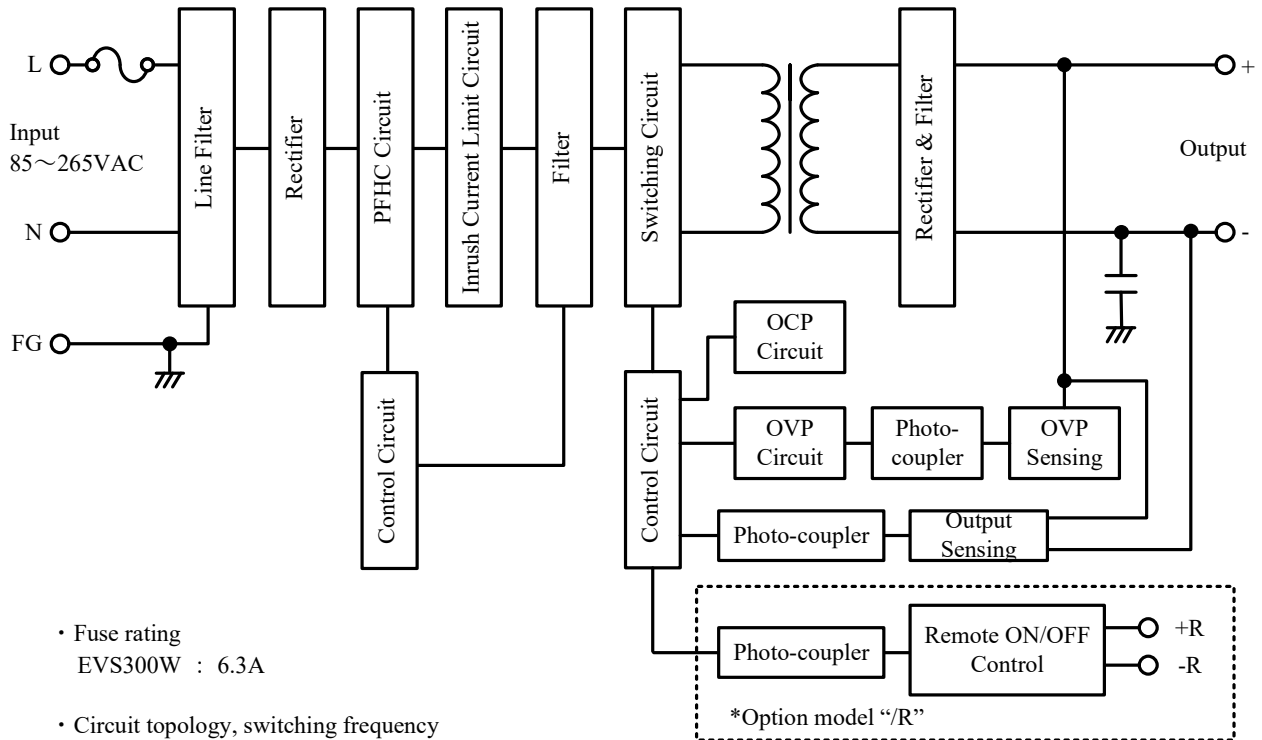 L
Input
85～265VAC
N
FG
Line Filter
Rectifier
PFHC Circuit
Inrush Current Limit Circuit
Filter
Switching Circuit
Rectifier & Filter
+
Output
-
Control Circuit
Control Circuit
OCP
Circuit
OVP
Circuit
Photo-
coupler
OVP
Sensing
Photo-coupler
Output
Sensing
Photo-coupler
Remote ON/OFF
Control
+R
-R
*Option model “/R”
・Fuse rating
EVS300W : 6.3A
・Circuit topology, switching frequency